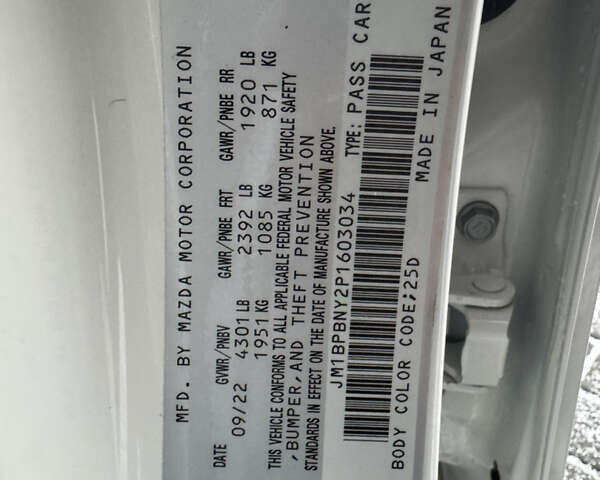 MFD. BY MAZDA MOTOR CORPORATION
DATE GVWR/PNBV GAWR/PNBE FRT GAWR/PNBE RR
09/22 4301LB 2392 LB 1920 LB
1951KG 1085 KG 871 KG
THIS VEHICLE CONFORMS TO ALL APPLICABLE FEDERAL MOTOR VEHICLE SAFETY
,BUMPER,AND THEFT PREVENTION
STANDARDS IN EFFECT ON THE DATE OF MANUFACTURE SHOWN ABOVE.
JM1BPBNY2P1603034 TYPE: PASS CAR
BODY COLOR CODE;25D MADE IN JAPAN